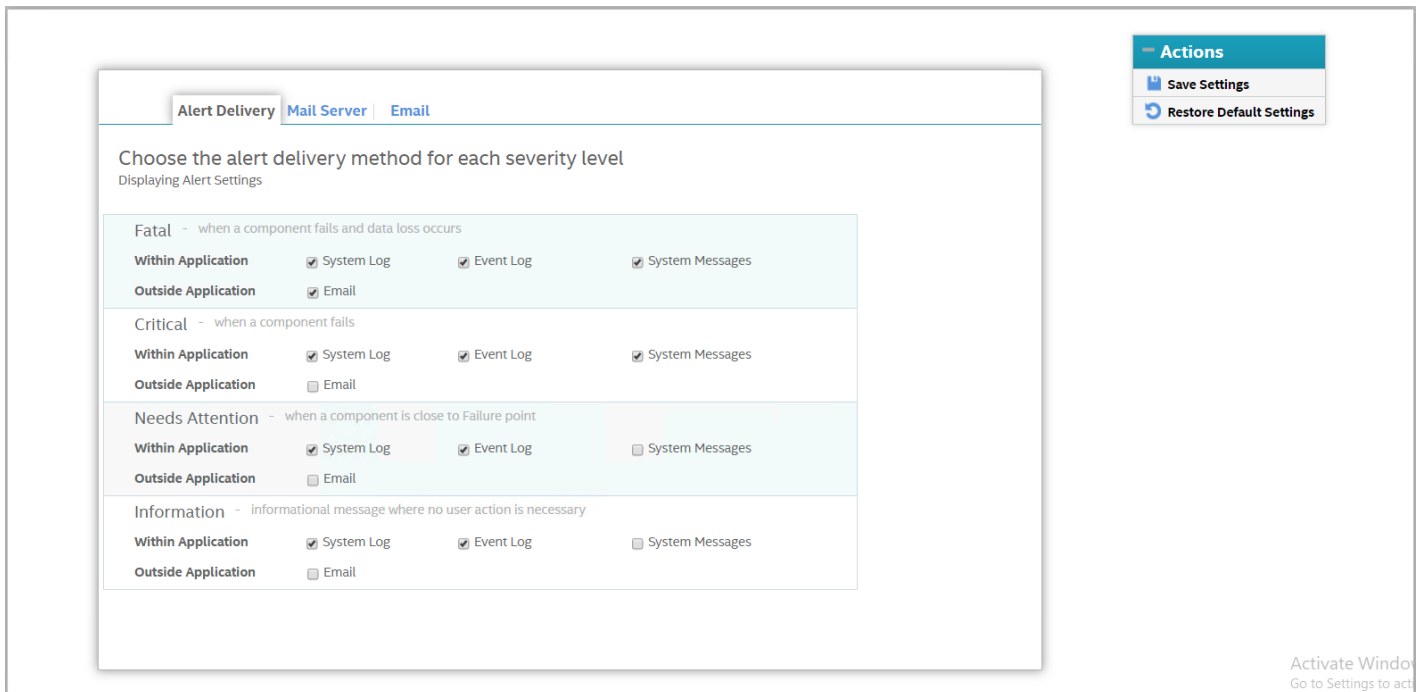 Actions
Save Settings
Restore Default Settings
Alert Delivery Mail Server Email
Choose the alert delivery method for each severity level
Displaying Alert Settings
Fatal - when a component fails and data loss occurs
Within Application System Log Event Log System Messages
Outside Application Email
Critical - when a component fails
Within Application System Log Event Log System Messages
Outside Application Email
Needs Attention - when a component is close to Failure point
Within Application System Log Event Log System Messages
Outside Application Email
Information - informational message where no user action is necessary
Within Application System Log Event Log System Messages
Outside Application Email
Activate Window
Go to Settings to acti